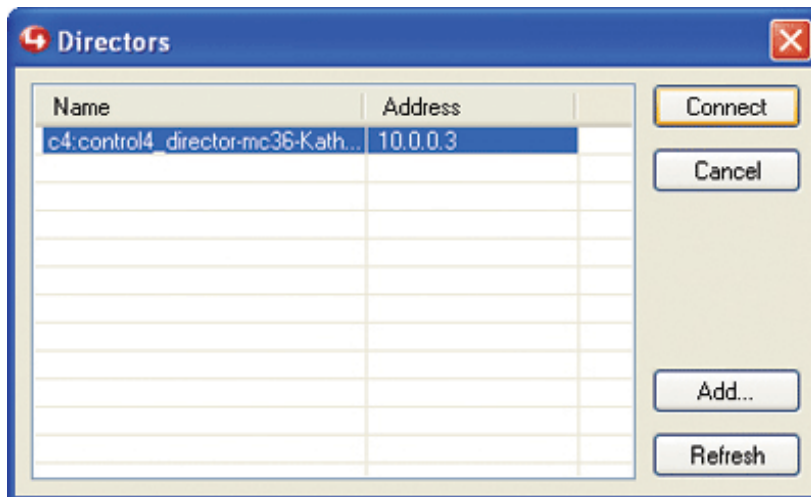 Directors
Name Address
c4:control4_director-mc36-Kath... 10.0.0.3
Connect
Cancel
Add...
Refresh